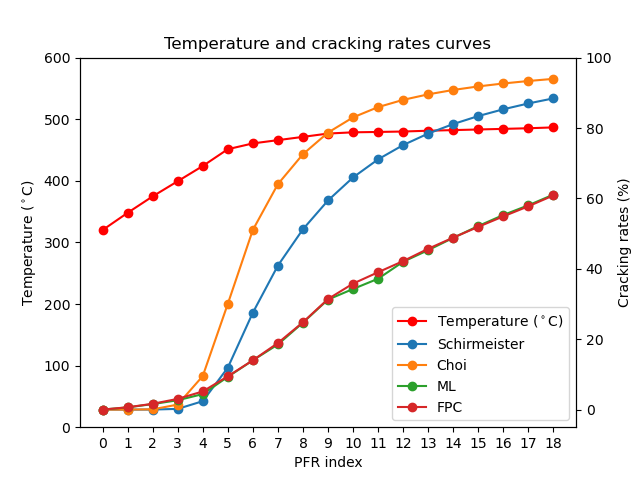 Temperature and cracking rates curves
Temperature (°C)
600
500
400
300
200
100
0
100
80
60
40
20
0
Cracking rates (%)
Temperature (°C)
Schirmeister
Choi
ML
FPC
0 1 2 3 4 5 6 7 8 9 10 11 12 13 14 15 16 17 18
PFR index